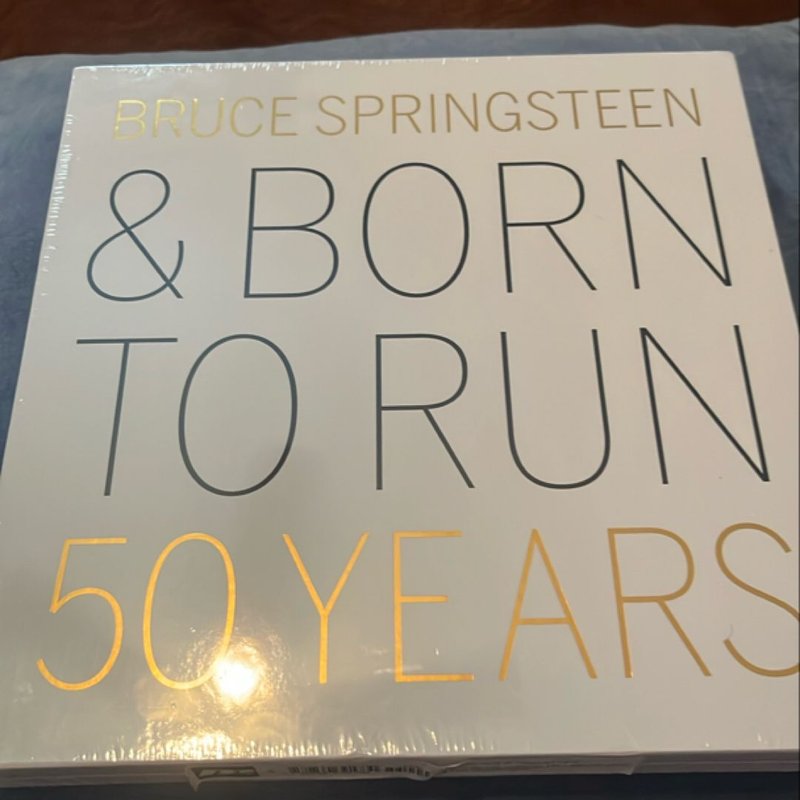 BRUCE SPRINGSTEEN
& BORN
TO RUN
50 YEARS